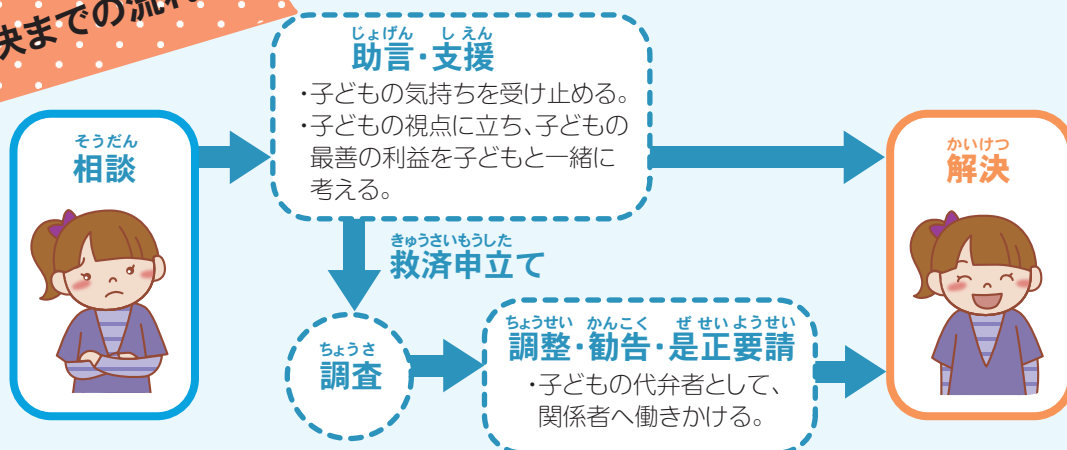 決までの流れ
そうだん
相談
じょげん しえん
助言・支援
・子どもの気持ちを受け止める。
・子どもの視点に立ち、子どもの
最善の利益を子どもと一緒に
考える。
かいけつ
解決
きゅうさいもうした
救済申立て
ちょうさ
調査
ちょうせい かんこく ぜせいようせい
調整・勧告・是正要請
・子どもの代弁者として、
関係者へ働きかける。